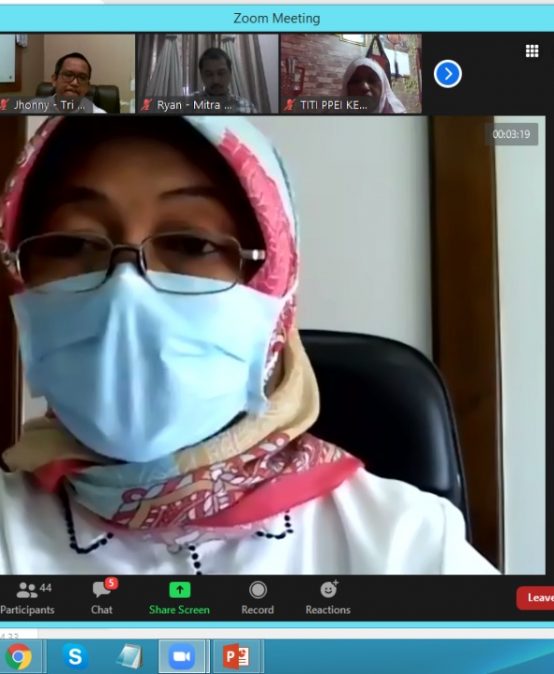 Zoom Meeting
Jhonny - Tri ...
Ryan - Mitra ...
TITI PPEI KE...
00:03:19
44
5
Participants
Chat
Share Screen
Record
Reactions
Leave
S
P